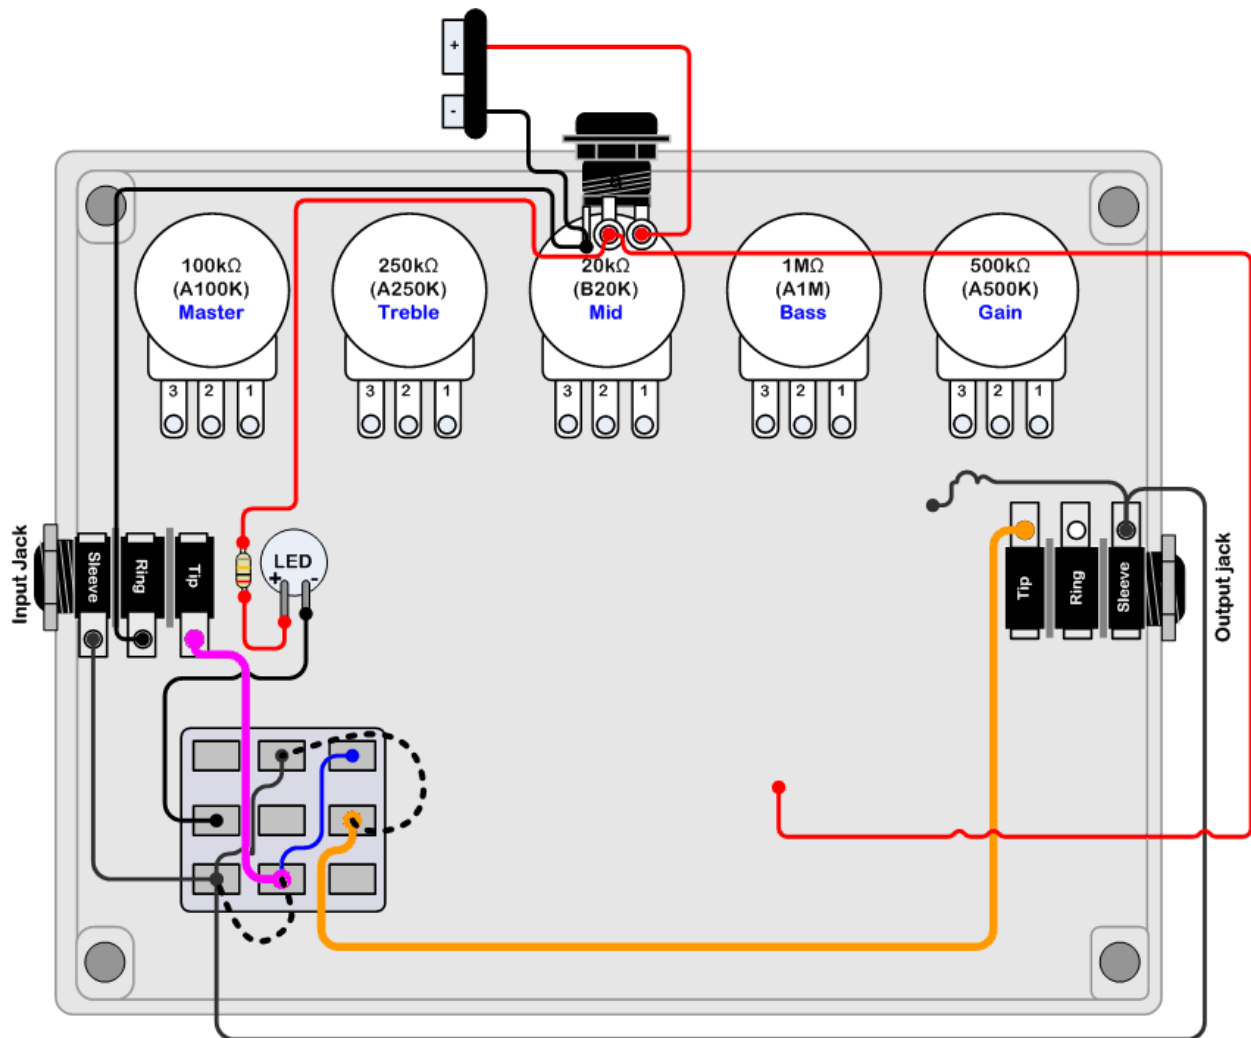 +
-
100kΩ
(A100K)
Master
250kΩ
(A250K)
Treble
20kΩ
(B20K)
Mid
1MΩ
(A1M)
Bass
500kΩ
(A500K)
Gain
3 2 1
3 2 1
3 2 1
3 2 1
3 2 1
Input Jack
Sleeve
Ring
Tip
LED
+ -
Tip
Ring
Sleeve
Output jack